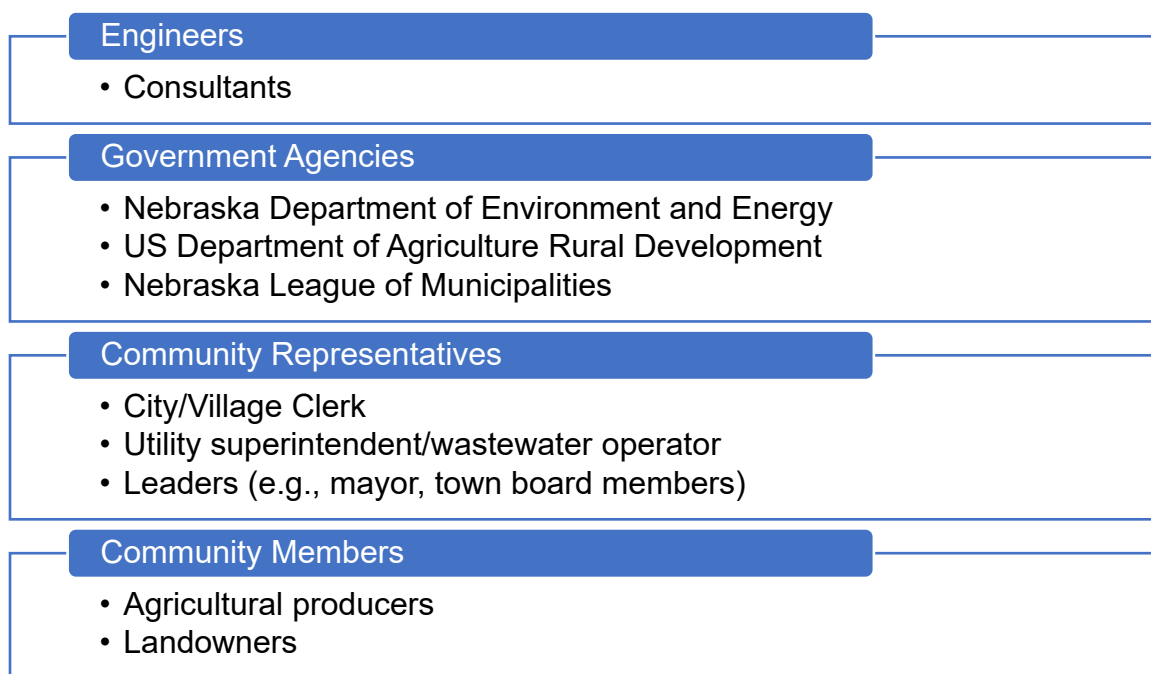 Engineers
• Consultants
Government Agencies
• Nebraska Department of Environment and Energy
• US Department of Agriculture Rural Development
• Nebraska League of Municipalities
Community Representatives
• City/Village Clerk
• Utility superintendent/wastewater operator
• Leaders (e.g., mayor, town board members)
Community Members
• Agricultural producers
• Landowners